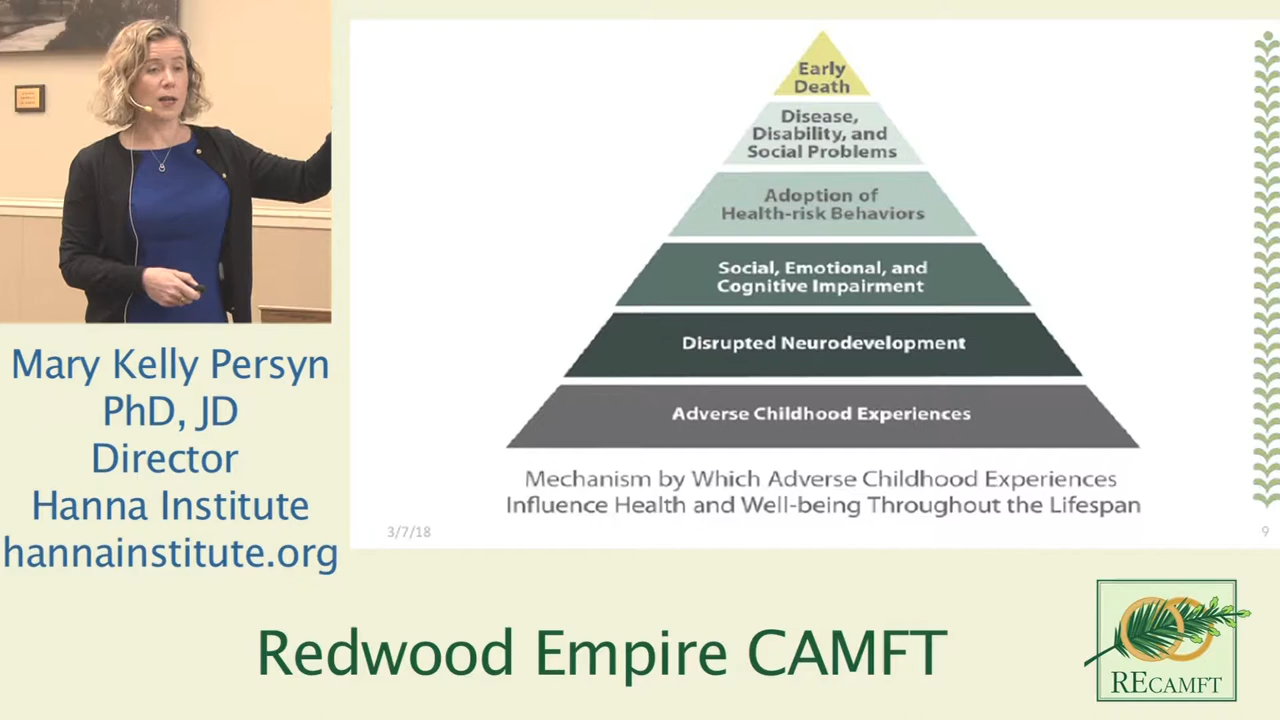 Mary Kelly Persyn
PhD, JD
Director
Hanna Institute
hannainstitute.org
Early
Death
Disease,
Disability, and
Social Problems
Adoption of
Health-risk Behaviors
Social, Emotional, and
Cognitive Impairment
Disrupted Neurodevelopment
Adverse Childhood Experiences
Mechanism by Which Adverse Childhood Experiences
Influence Health and Well-being Throughout the Lifespan
3/7/18
9
Redwood Empire CAMFT
RECAMFT